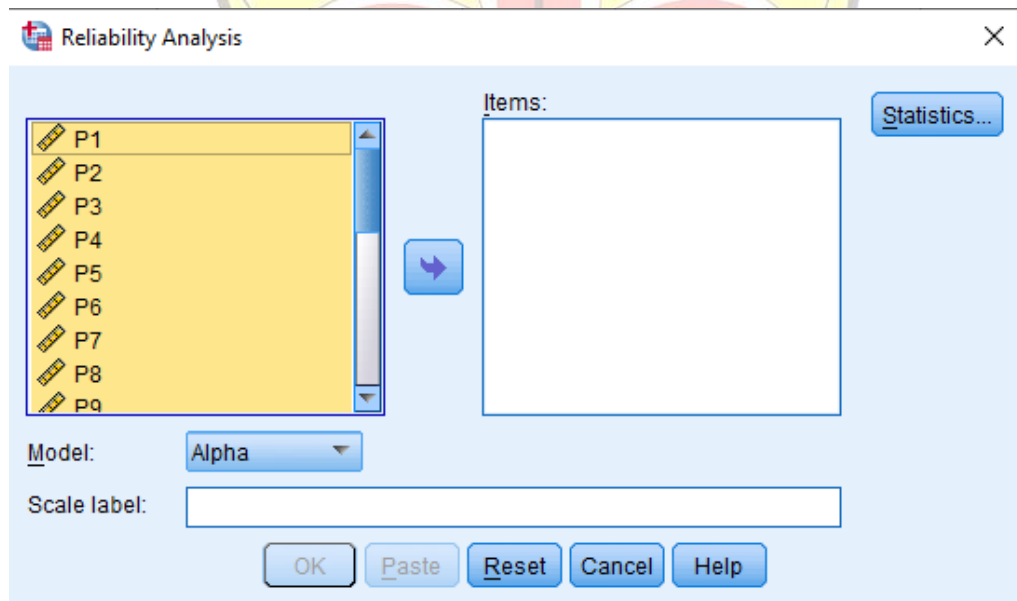 Reliability Analysis
Items:
Statistics...
P1
P2
P3
P4
P5
P6
P7
P8
P9
Model:
Alpha
Scale label:
OK
Paste
Reset
Cancel
Help